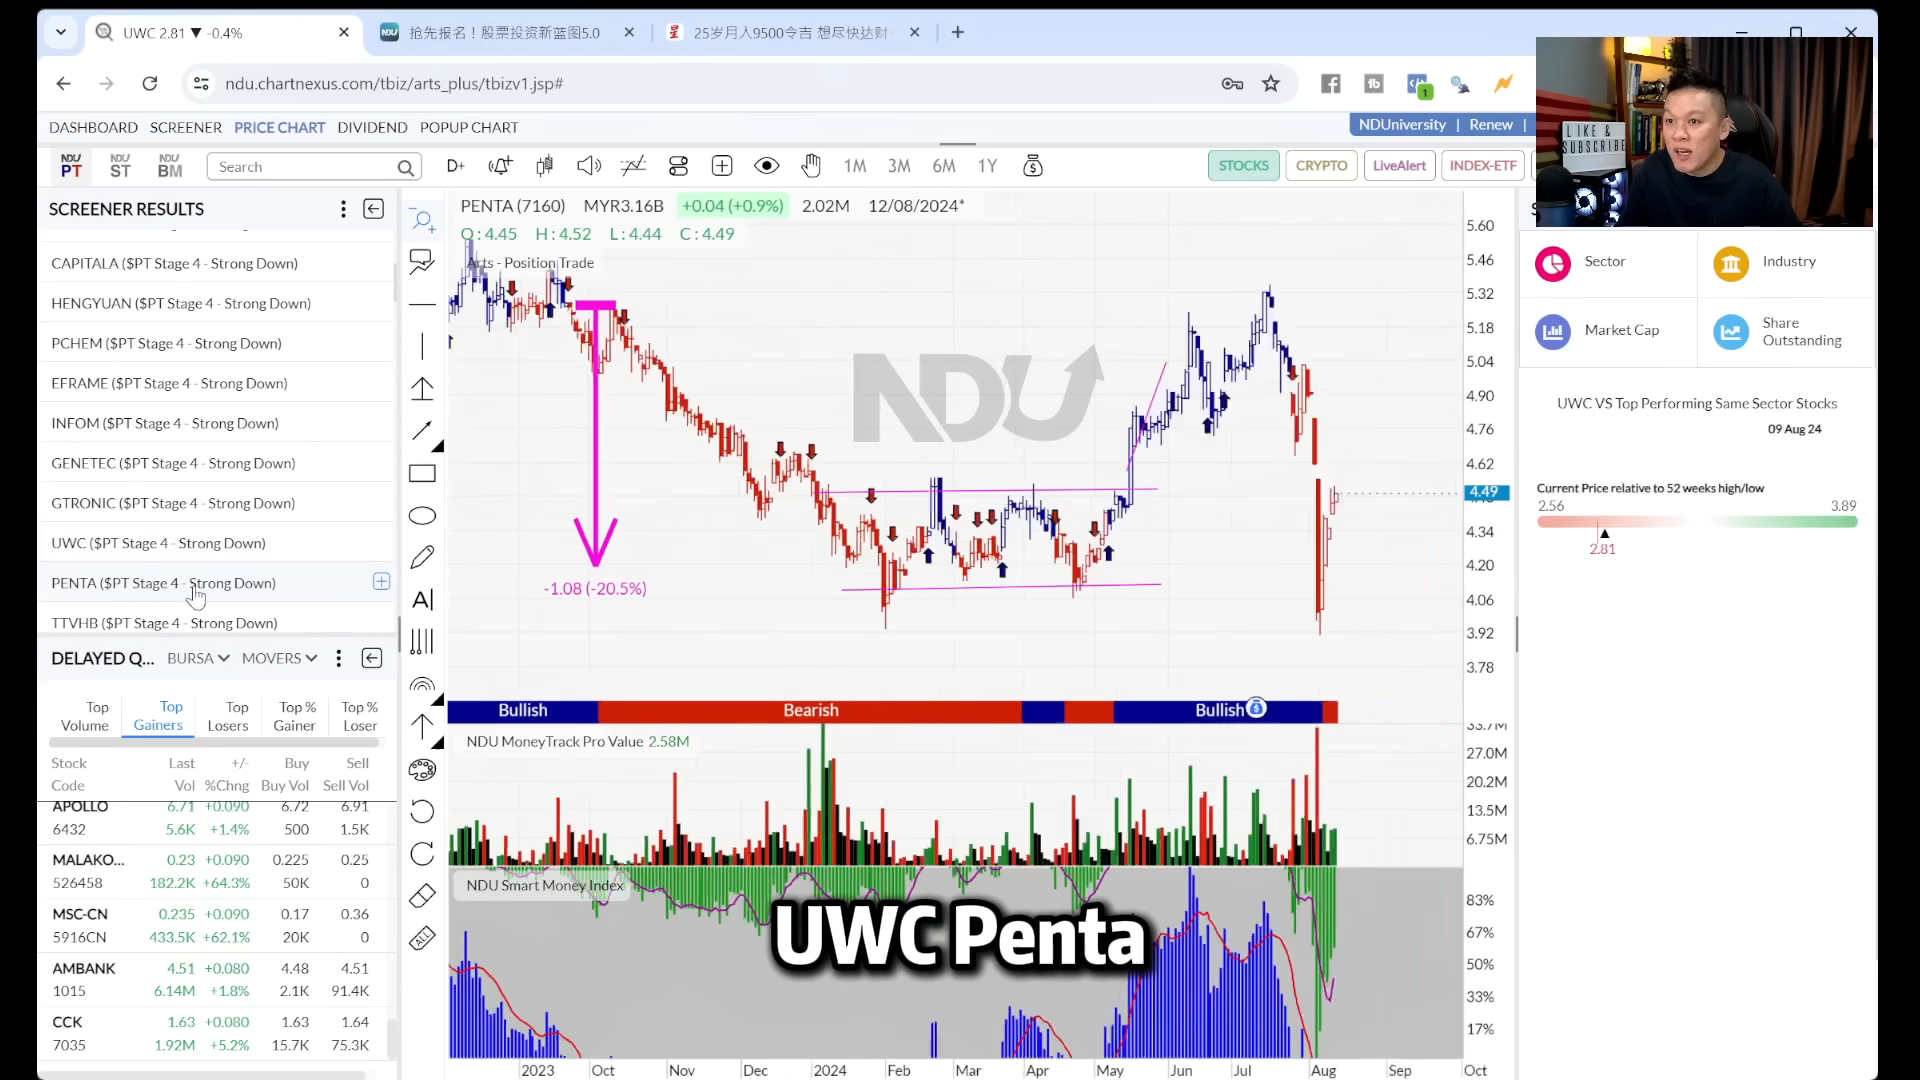 UWC 2.81 ▼ -0.4%
抢先报名！股票投资新蓝图5.0
25岁月入9500令吉 想尽快达财
ndu.chartnexus.com/tbiz/arts_plus/tbizv1.jsp#
DASHBOARD SCREENER PRICE CHART DIVIDEND POPUP CHART
NDUniversity | Renew |
NDU PT
NDU ST
NDU BM
Search
D+
1M 3M 6M 1Y
STOCKS CRYPTO LiveAlert INDEX-ETF
LIKE & SUBSCRIBE
SCREENER RESULTS
CAPITALA ($PT Stage 4 - Strong Down)
HENGYUAN ($PT Stage 4 - Strong Down)
PCHEM ($PT Stage 4 - Strong Down)
EFRAME ($PT Stage 4 - Strong Down)
INFOM ($PT Stage 4 - Strong Down)
GENETEC ($PT Stage 4 - Strong Down)
GTRONIC ($PT Stage 4 - Strong Down)
UWC ($PT Stage 4 - Strong Down)
PENTA ($PT Stage 4 - Strong Down)
TTVHB ($PT Stage 4 - Strong Down)
DELAYED Q... BURSA MOVERS
Top Volume
Top Gainers
Top Losers
Top % Gainer
Top % Loser
Stock Last +/- Buy Sell
Code Vol %Chng Buy Vol Sell Vol
APOLLO 6.71 +0.090 6.72 6.91
6432 5.6K +1.4% 500 1.5K
MALAKO... 0.23 +0.090 0.225 0.25
526458 182.2K +64.3% 50K 0
MSC-CN 0.235 +0.090 0.17 0.36
5916CN 433.5K +62.1% 20K 0
AMBANK 4.51 +0.080 4.48 4.51
1015 6.14M +1.8% 2.1K 91.4K
CCK 1.63 +0.080 1.63 1.64
7035 1.92M +5.2% 15.7K 75.3K
A|
ALL
PENTA (7160) MYR3.16B +0.04 (+0.9%) 2.02M 12/08/2024*
O: 4.45 H: 4.52 L: 4.44 C: 4.49
Arts - Position Trade
NDU
-1.08 (-20.5%)
5.60
5.46
5.32
5.18
5.04
4.90
4.76
4.62
4.49
4.34
4.20
4.06
3.92
3.78
Bullish Bearish Bullish
NDU MoneyTrack Pro Value 2.58M
33.7M
27.0M
20.2M
13.5M
6.75M
NDU Smart Money Index
UWC Penta
83%
67%
50%
33%
17%
2023 Oct Nov Dec 2024 Feb Mar Apr May Jun Jul Aug Sep Oct
Sector
Industry
Market Cap
Share Outstanding
UWC VS Top Performing Same Sector Stocks
09 Aug 24
Current Price relative to 52 weeks high/low
2.56 3.89
2.81